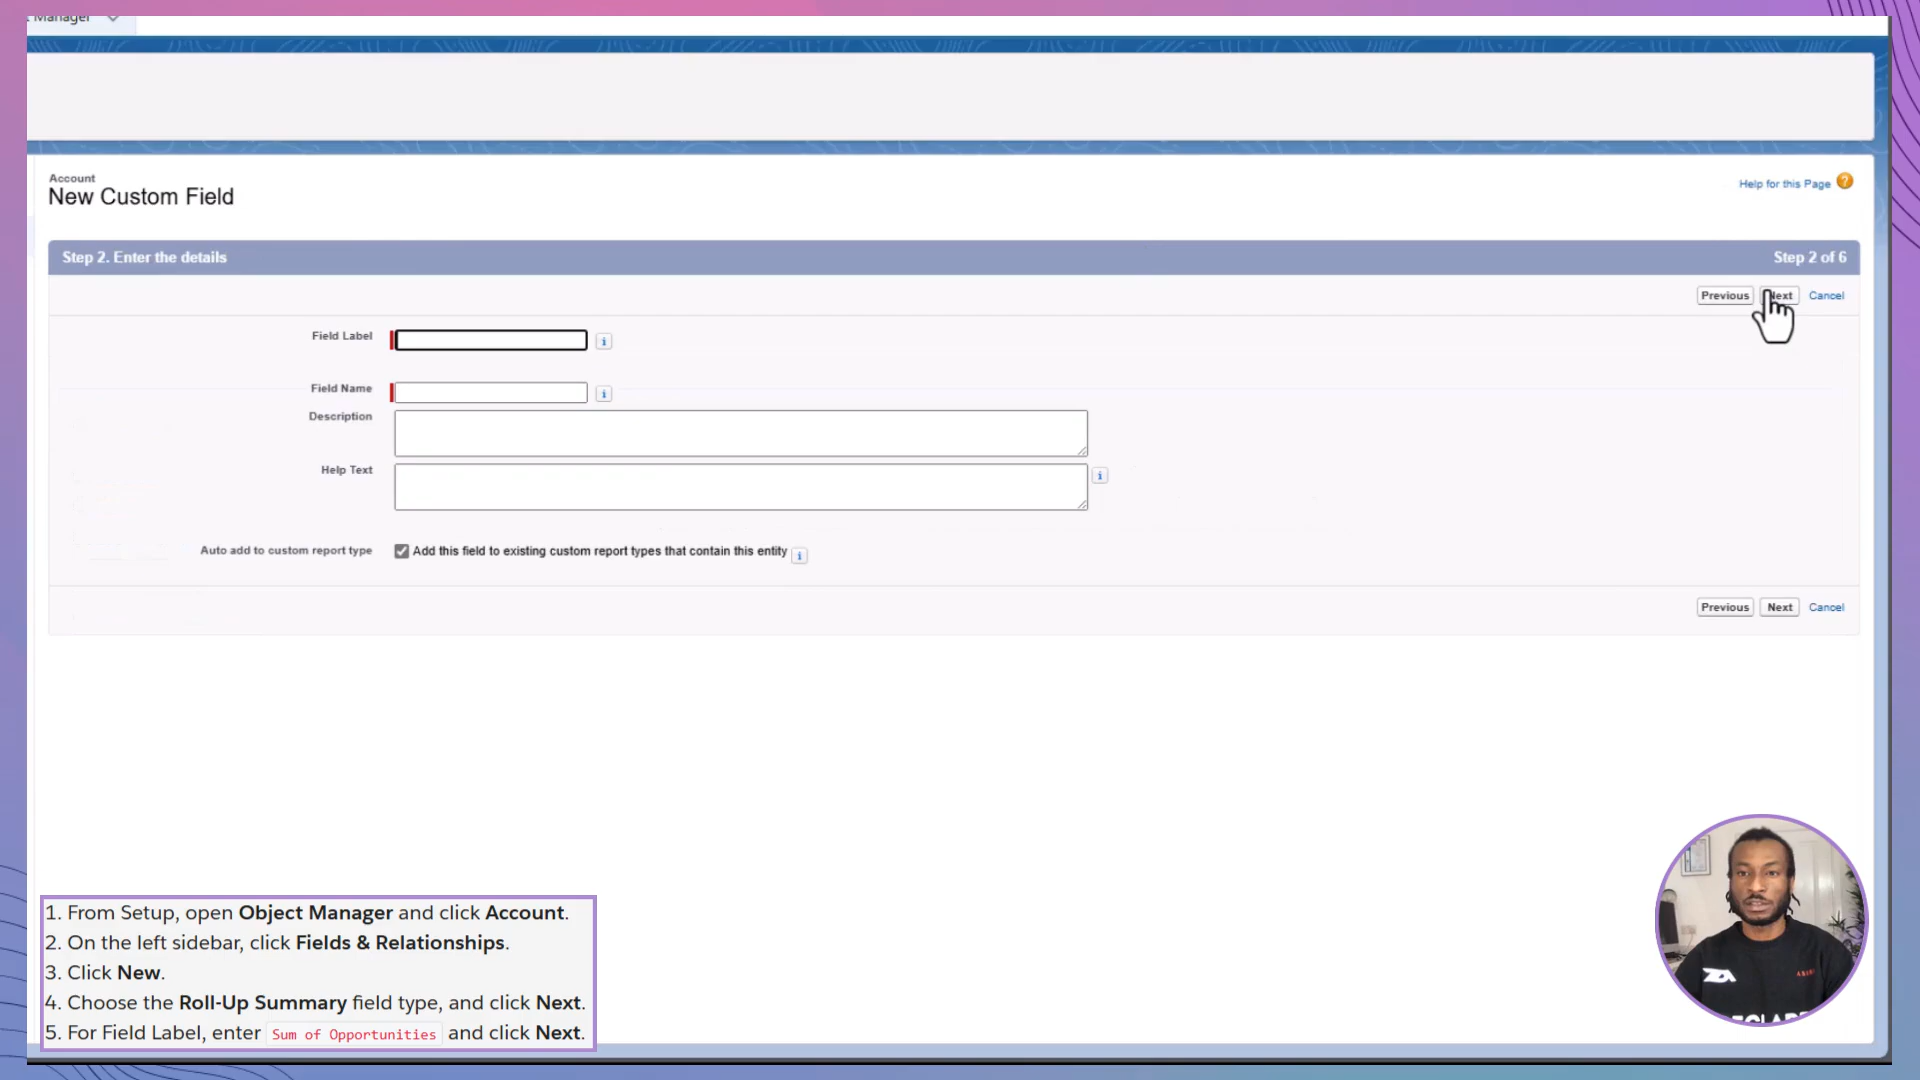 Manager
Account
New Custom Field
Help for this Page ?
Step 2. Enter the details
Step 2 of 6
Previous
Next
Cancel
Field Label
i
Field Name
i
Description
Help Text
i
Auto add to custom report type
Add this field to existing custom report types that contain this entity
i
Previous
Next
Cancel
1. From Setup, open Object Manager and click Account.
2. On the left sidebar, click Fields & Relationships.
3. Click New.
4. Choose the Roll-Up Summary field type, and click Next.
5. For Field Label, enter Sum of Opportunities and click Next.